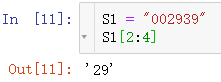 In [11]: S1 = "002939"
S1[2:4]
Out[11]: '29'